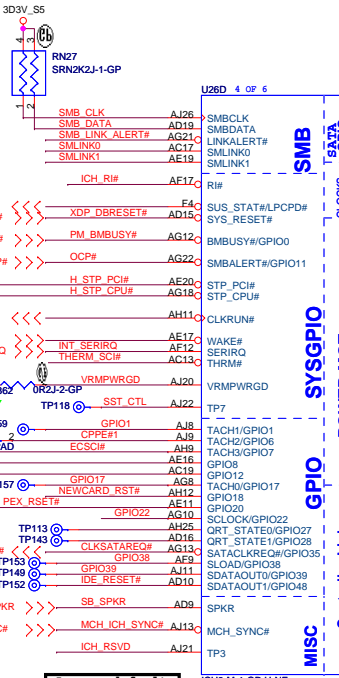 3D3V_S5
RN27
SRN2K2J-1-GP
4
3
1
2
U26D 4 OF 6
SMB_CLK AJ26 SMBCLK
SMB_DATA AD19 SMBDATA
SMB_LINK_ALERT# AG21 LINKALERT#
SMLINK0 AC17 SMLINK0
SMLINK1 AE19 SMLINK1
SMB
SATA
ICH_RI# AF17 RI#
F4 SUS_STAT#/LPCPD#
XDP_DBRESET# AD15 SYS_RESET#
PM_BMBUSY# AG12 BMBUSY#/GPIO0
OCP# AG22 SMBALERT#/GPIO11
H_STP_PCI# AE20 STP_PCI#
H_STP_CPU# AG18 STP_CPU#
AH11 CLKRUN#
AE17 WAKE#
INT_SERIRQ AF12 SERIRQ
THERM_SCI# AC13 THRM#
0R2J-2-GP
VRMPWRGD AJ20 VRMPWRGD
TP118 SST_CTL AJ22 TP7
SYSGPIO
GPIO1 AJ8 TACH1/GPIO1
CPPE#1 AJ9 TACH2/GPIO6
ECSCI# AH9 TACH3/GPIO7
AE16 GPIO8
AC19 GPIO12
GPIO17 AG8 TACH0/GPIO17
NEWCARD_RST# AH12 GPIO18
PEX_RSET# AE11 GPIO20
GPIO22 AG10 SCLOCK/GPIO22
TP113 AH25 QRT_STATE0/GPIO27
TP143 AD16 QRT_STATE1/GPIO28
CLKSATAREQ# AG13 SATACLKREQ#/GPIO35
TP153 GPIO38 AF9 SLOAD/GPIO38
TP149 GPIO39 AJ11 SDATAOUT0/GPIO39
TP152 IDE_RESET# AD10 SDATAOUT1/GPIO48
GPIO
SB_SPKR AD9 SPKR
MCH_ICH_SYNC# AJ13 MCH_SYNC#
ICH_RSVD AJ21 TP3
MISC